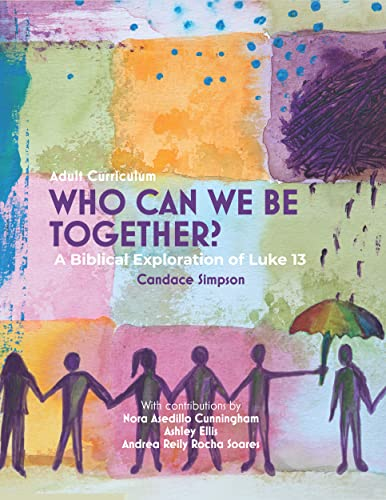 Adult Curriculum
WHO CAN WE BE
TOGETHER?
A Biblical Exploration of Luke 13
Candace Simpson
With contributions by
Nora Asedillo Cunningham
Ashley Ellis
Andrea Reily Rocha Soares